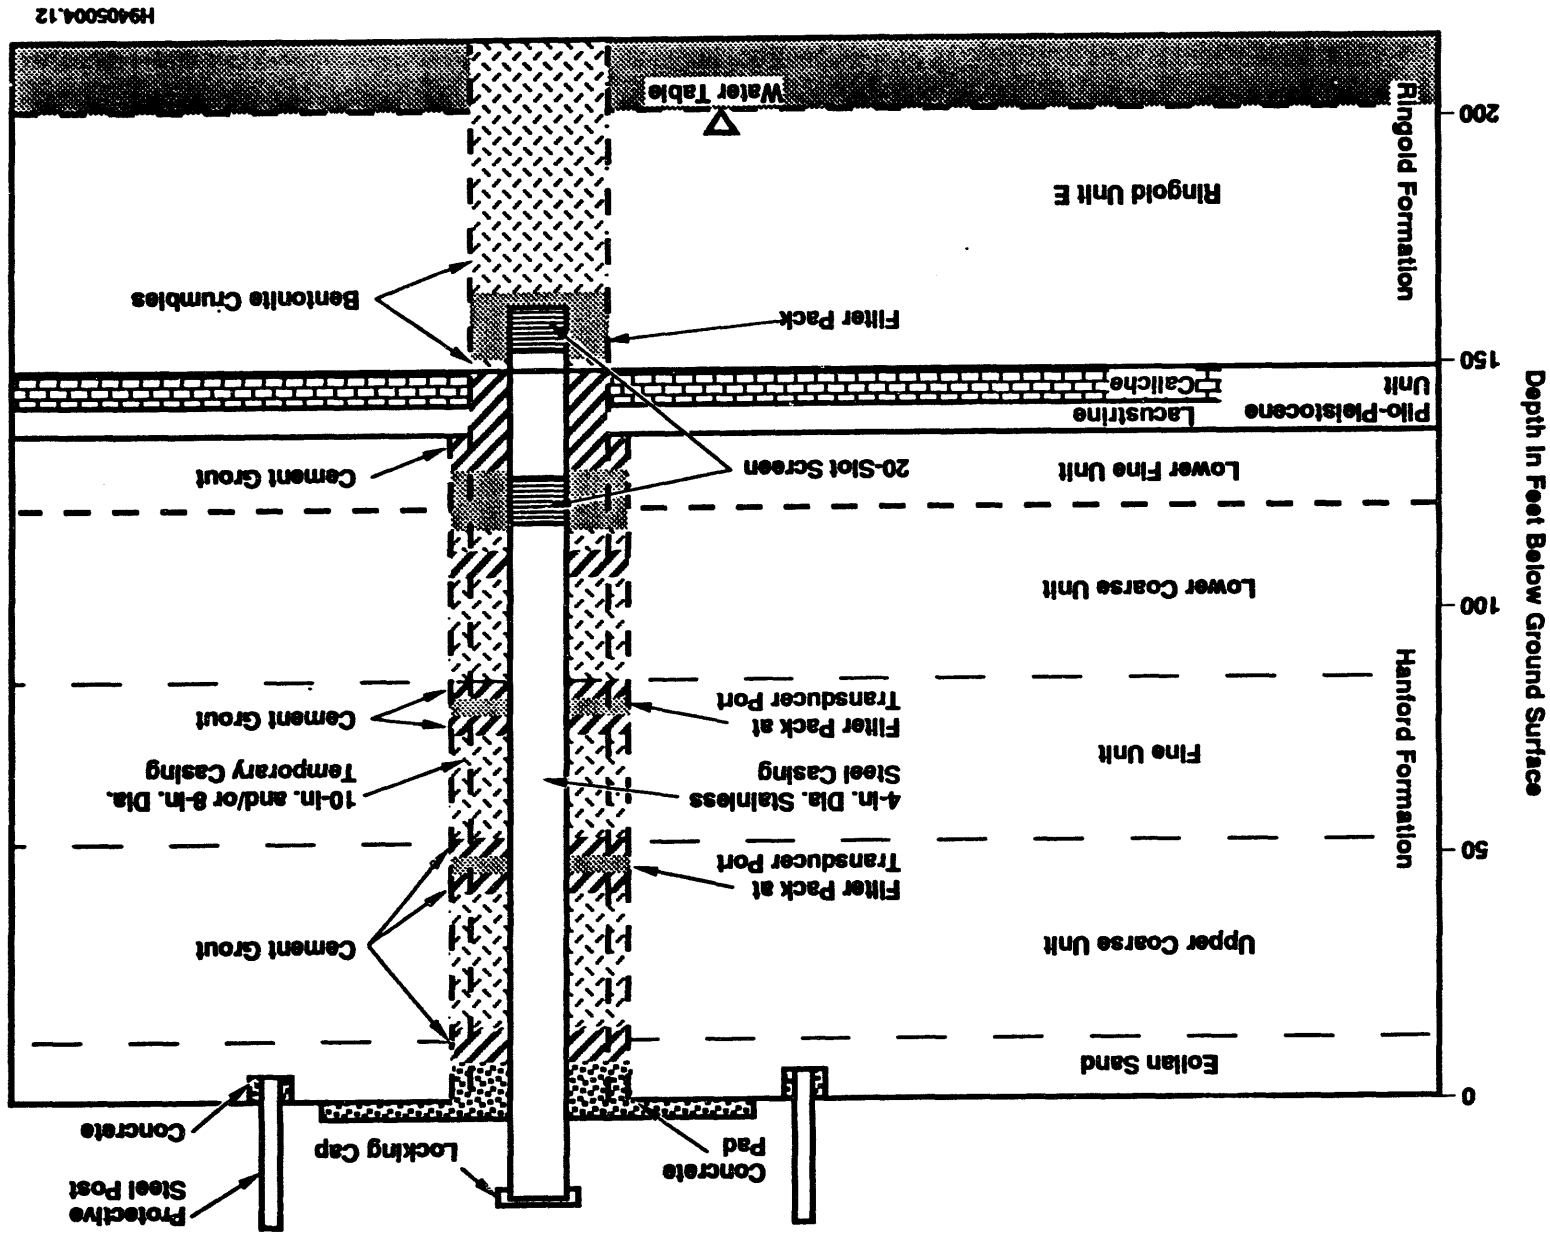 Protective
Steel Post
Locking Cap
Concrete
Pad
Concrete
0
Eolian Sand
Upper Coarse Unit
Cement Grout
Filter Pack at
Transducer Port
50
4-in. Dia. Stainless
Steel Casing
10-in. and/or 8-in. Dia.
Temporary Casing
Fine Unit
Filter Pack at
Transducer Port
Cement Grout
Hanford Formation
Depth in Feet Below Ground Surface
100
Lower Coarse Unit
Lower Fine Unit
20-Slot Screen
Cement Grout
Plio-Pleistocene
Unit
Lacustrine
Caliche
150
Filter Pack
Bentonite Crumbles
Ringold Unit E
Ringold Formation
200
Water Table
H9405004.12